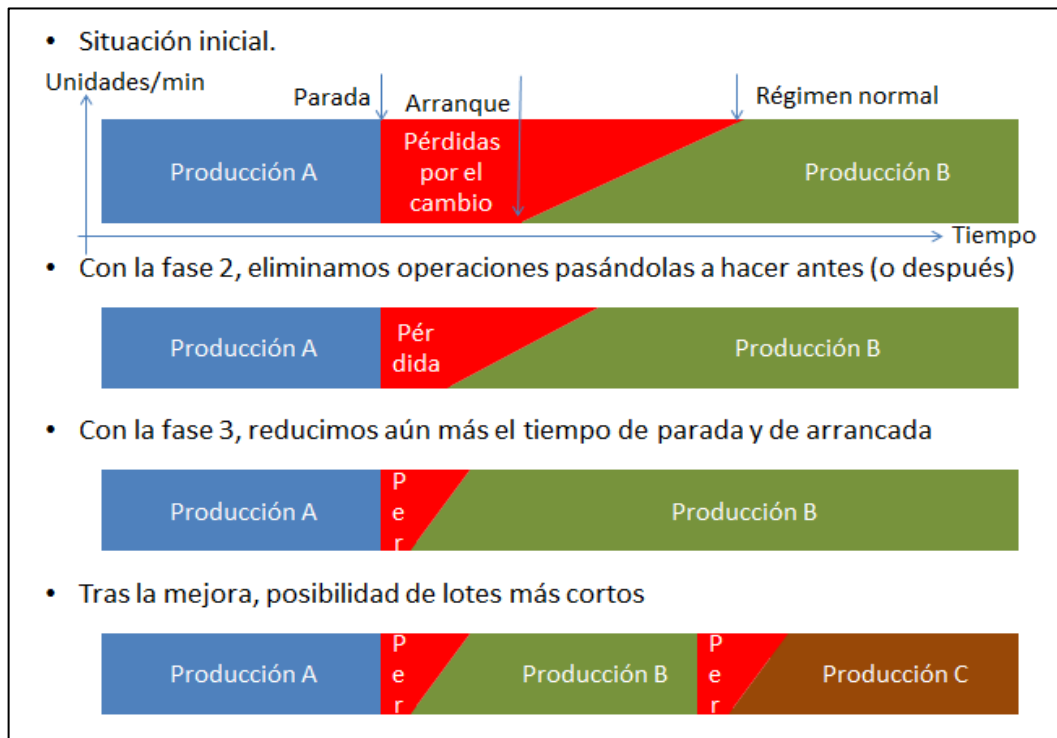 • Situación inicial.
Unidades/min
Parada
Arranque
Régimen normal
Producción A
Pérdidas
por el
cambio
Producción B
Tiempo
• Con la fase 2, eliminamos operaciones pasándolas a hacer antes (o después)
Producción A
Pér
dida
Producción B
• Con la fase 3, reducimos aún más el tiempo de parada y de arrancada
Producción A
P
e
r
Producción B
• Tras la mejora, posibilidad de lotes más cortos
Producción A
P
e
r
Producción B
P
e
r
Producción C